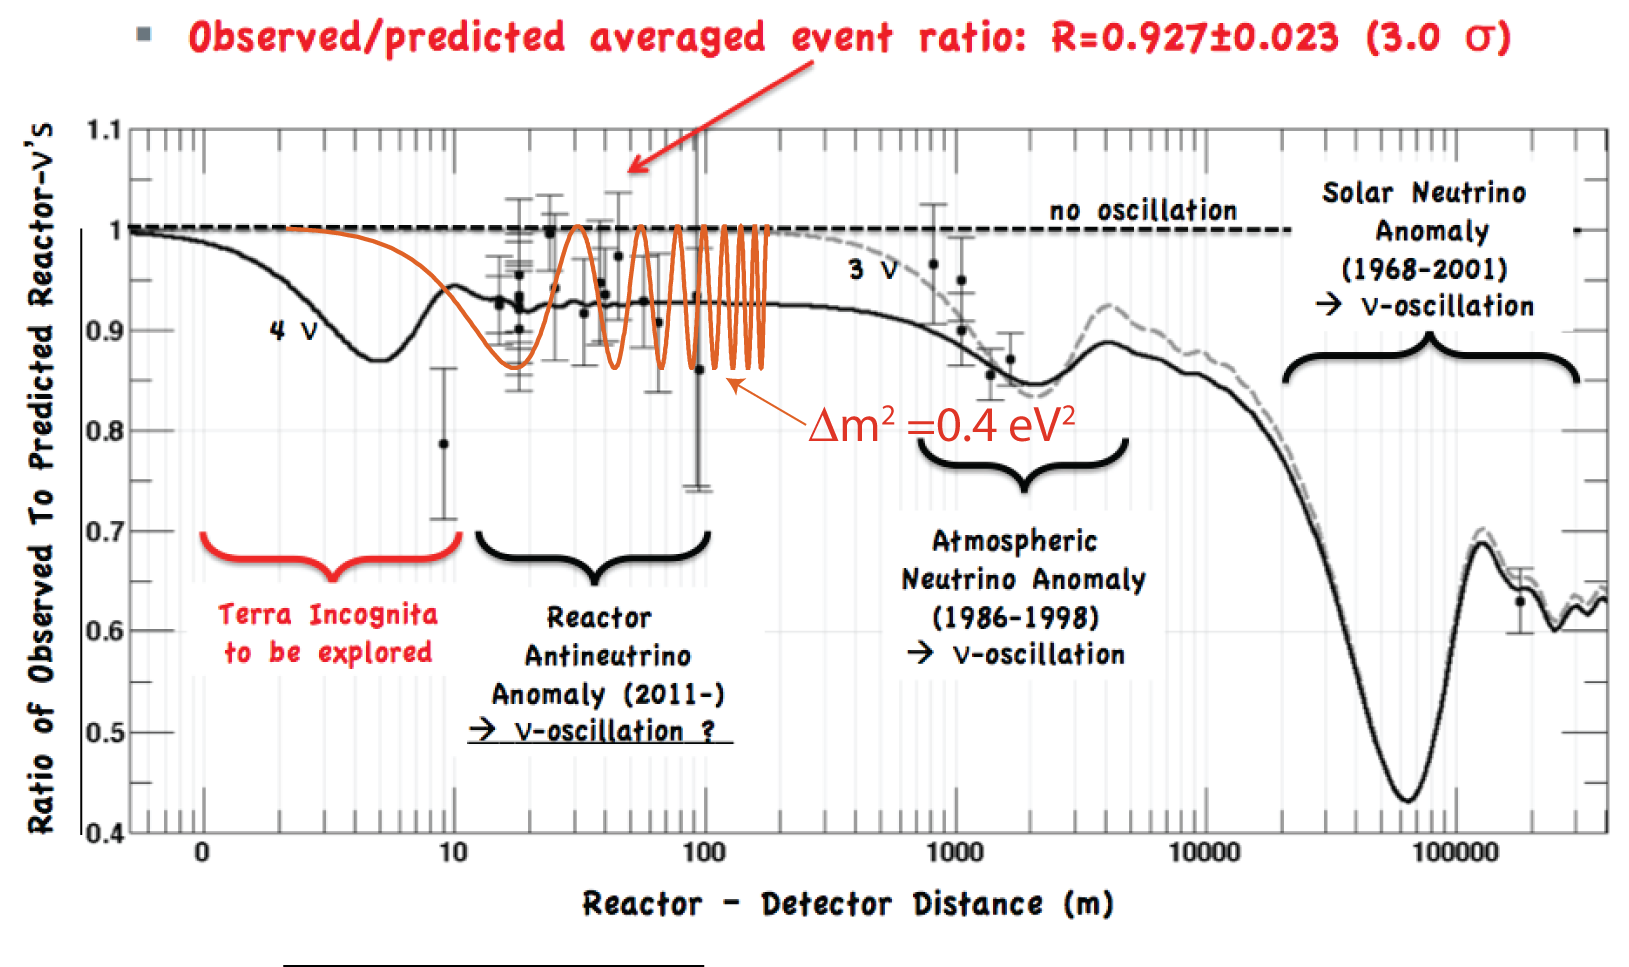 Observed/predicted averaged event ratio: R=0.927±0.023 (3.0 σ)
Ratio of Observed To Predicted Reactor-ν's
1.1
1
0.9
0.8
0.7
0.6
0.5
0.4
no oscillation
3 ν
4 ν
Δm² =0.4 eV²
Solar Neutrino
Anomaly
(1968-2001)
→ ν-oscillation
Atmospheric
Neutrino Anomaly
(1986-1998)
→ ν-oscillation
Terra Incognita
to be explored
Reactor
Antineutrino
Anomaly (2011-)
→ ν-oscillation ?
0 10 100 1000 10000 100000
Reactor - Detector Distance (m)